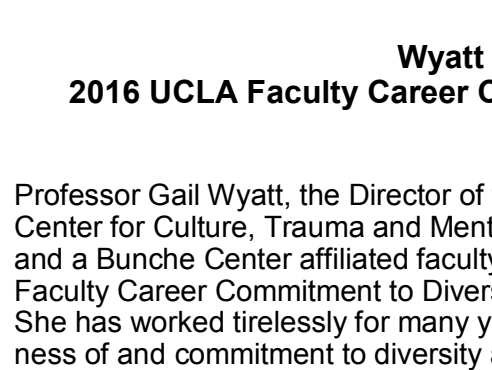 Wyatt
2016 UCLA Faculty Career
Professor Gail Wyatt, the Director of
Center for Culture, Trauma and Ment
and a Bunche Center affiliated faculty
Faculty Career Commitment to Divers
She has worked tirelessly for many y
ness of and commitment to diversity